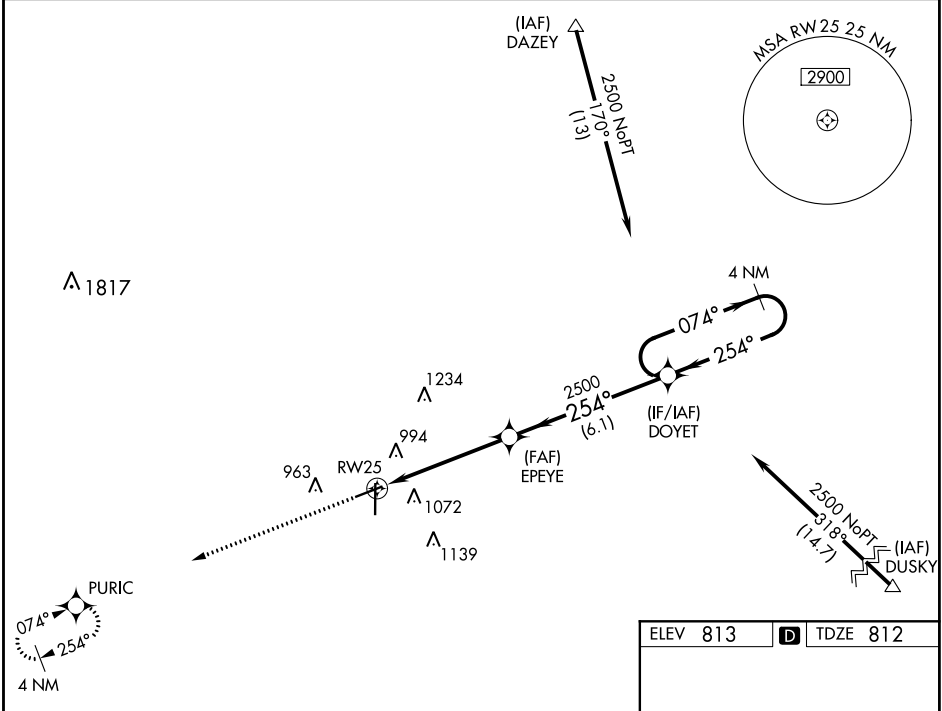 (IAF)
DAZEY
MSA RW 25 25 NM
2900
2500 NoPT
170°
(13)
4 NM
1817
074°
254°
1234
2500
254°
(6.1)
(IF/IAF)
DOYET
994
(FAF)
EPEYE
963
RW25
1072
1139
2500 NoPT
318°
(14.7)
(IAF)
DUSKY
PURIC
074°
254°
4 NM
ELEV 813 D TDZE 812